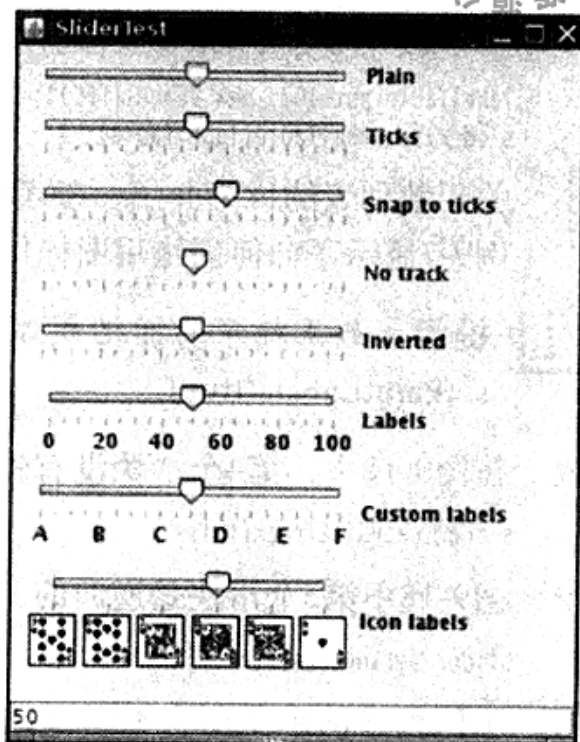 SliderTest
Plain
Ticks
Snap to ticks
No track
Inverted
Labels
0 20 40 60 80 100
Custom labels
A B C D E F
Icon labels
50